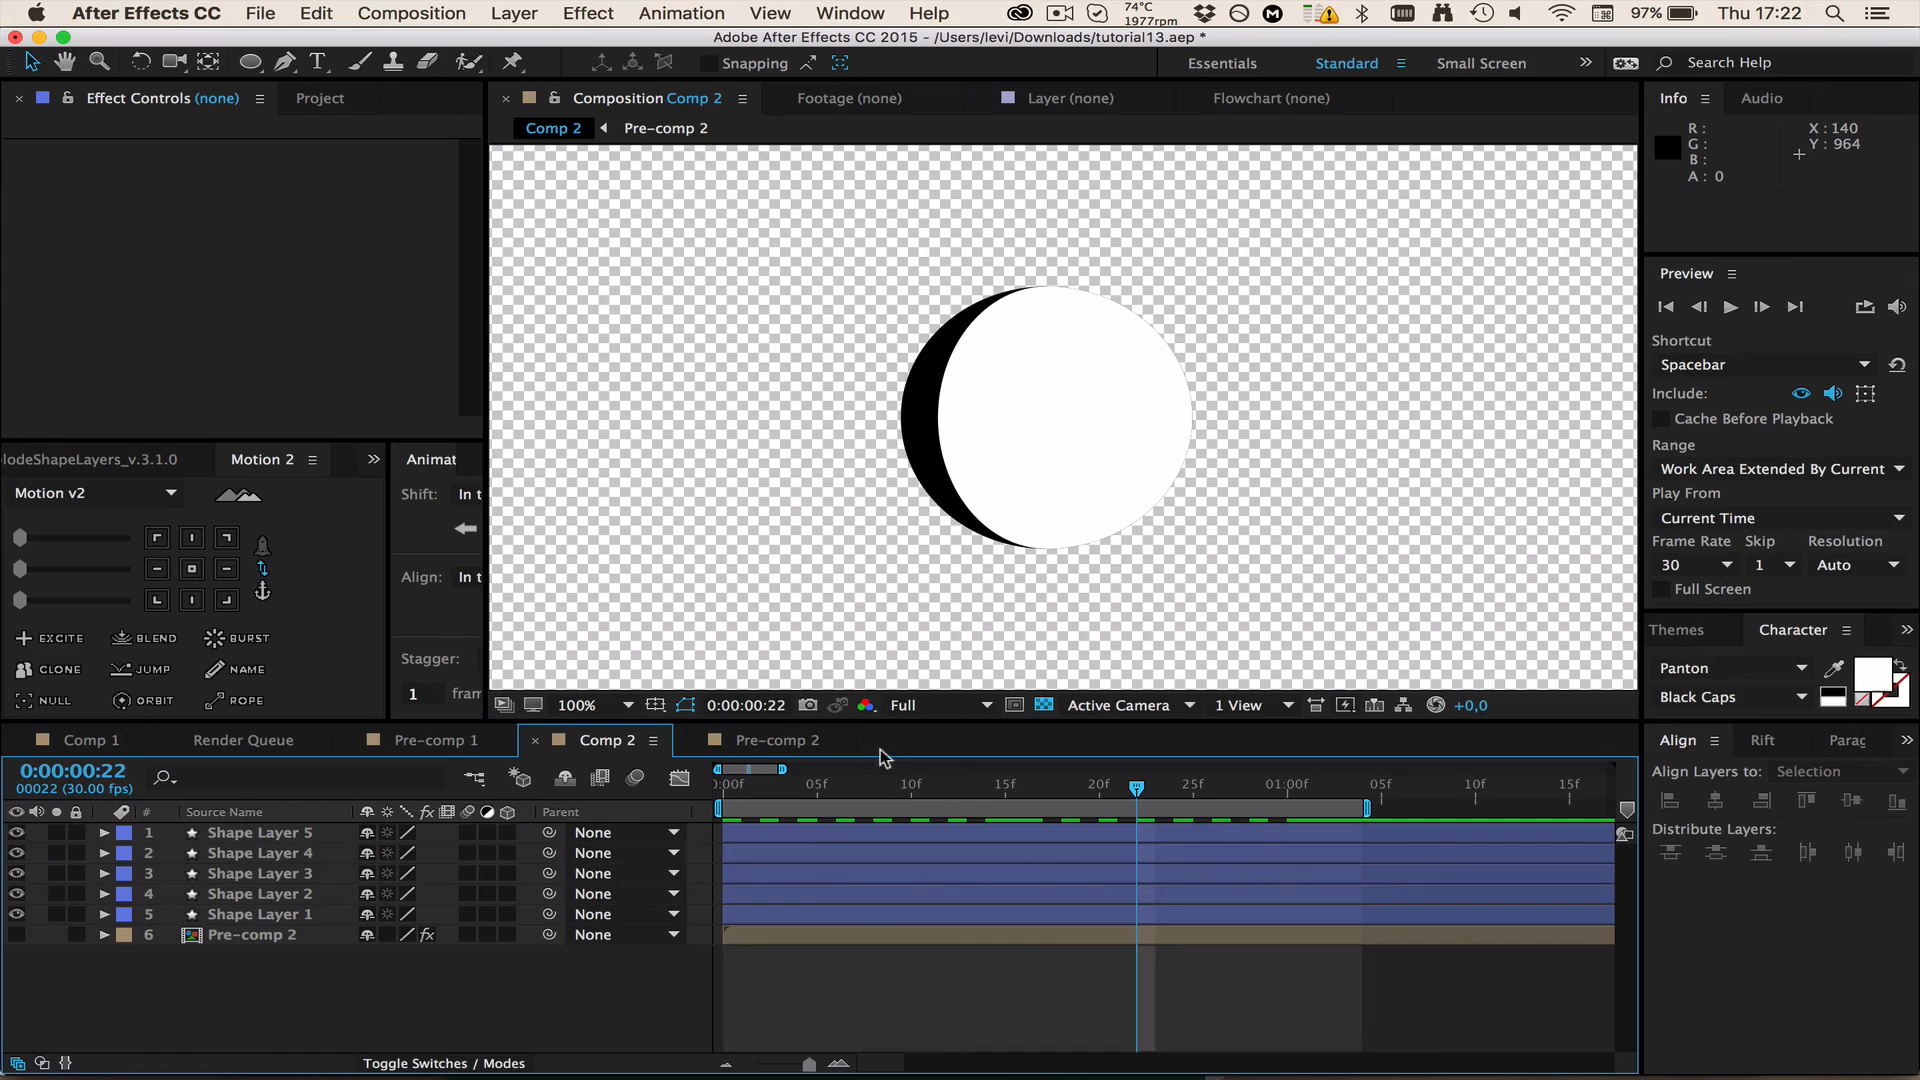 After Effects CC File Edit Composition Layer Effect Animation View Window Help 74°C 1977rpm 97% Thu 17:22
Adobe After Effects CC 2015 - /Users/levi/Downloads/tutorial13.aep *
Snapping Essentials Standard Small Screen Search Help
Effect Controls (none) Project Composition Comp 2 Footage (none) Layer (none) Flowchart (none) Info Audio
Comp 2 Pre-comp 2
R: X: 140
G: Y: 964
B:
A: 0
Preview
Shortcut
Spacebar
Include:
Cache Before Playback
Range
Work Area Extended By Current
Play From
Current Time
Frame Rate Skip Resolution
30 1 Auto
Full Screen
lodeShapeLayers_v.3.1.0 Motion 2 Animat
Motion v2 Shift: In t
Align: In t
EXCITE BLEND BURST
CLONE JUMP NAME
NULL ORBIT ROPE
Stagger:
1 fram
Themes Character
Panton
Black Caps
100% 0:00:00:22 Full Active Camera 1 View +0,0
Comp 1 Render Queue Pre-comp 1 Comp 2 Pre-comp 2
0:00:00:22
00022 (30.00 fps)
:00f 05f 10f 15f 20f 25f 01:00f 05f 10f 15f
# Source Name fx Parent
1 Shape Layer 5 None
2 Shape Layer 4 None
3 Shape Layer 3 None
4 Shape Layer 2 None
5 Shape Layer 1 None
6 Pre-comp 2 fx None
Toggle Switches / Modes
Align Rift Parag
Align Layers to: Selection
Distribute Layers: